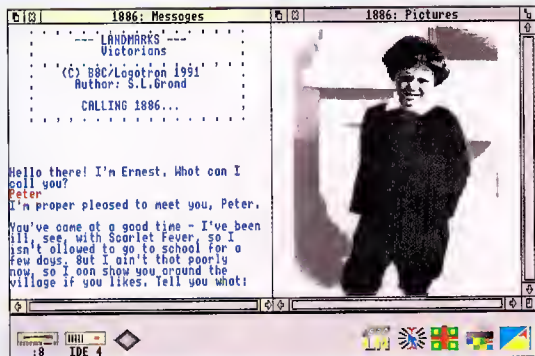 1886: Messages
1886: Pictures
--- LANDMARKS ---
Victorians
(C) BBC/Logotron 1991
Author: S.L.Grond
CALLING 1886...
Hello there! I'm Ernest. What can I
call you?
Peter
I'm proper pleased to meet you, Peter.
You've came at a good time - I've been
ill, see, with Scarlet Fever, so I
isn't allowed to go to school for a
few days. But I ain't that poorly
now, so I can show you around the
village if you likes. Tell you what:
:8
IDE 4